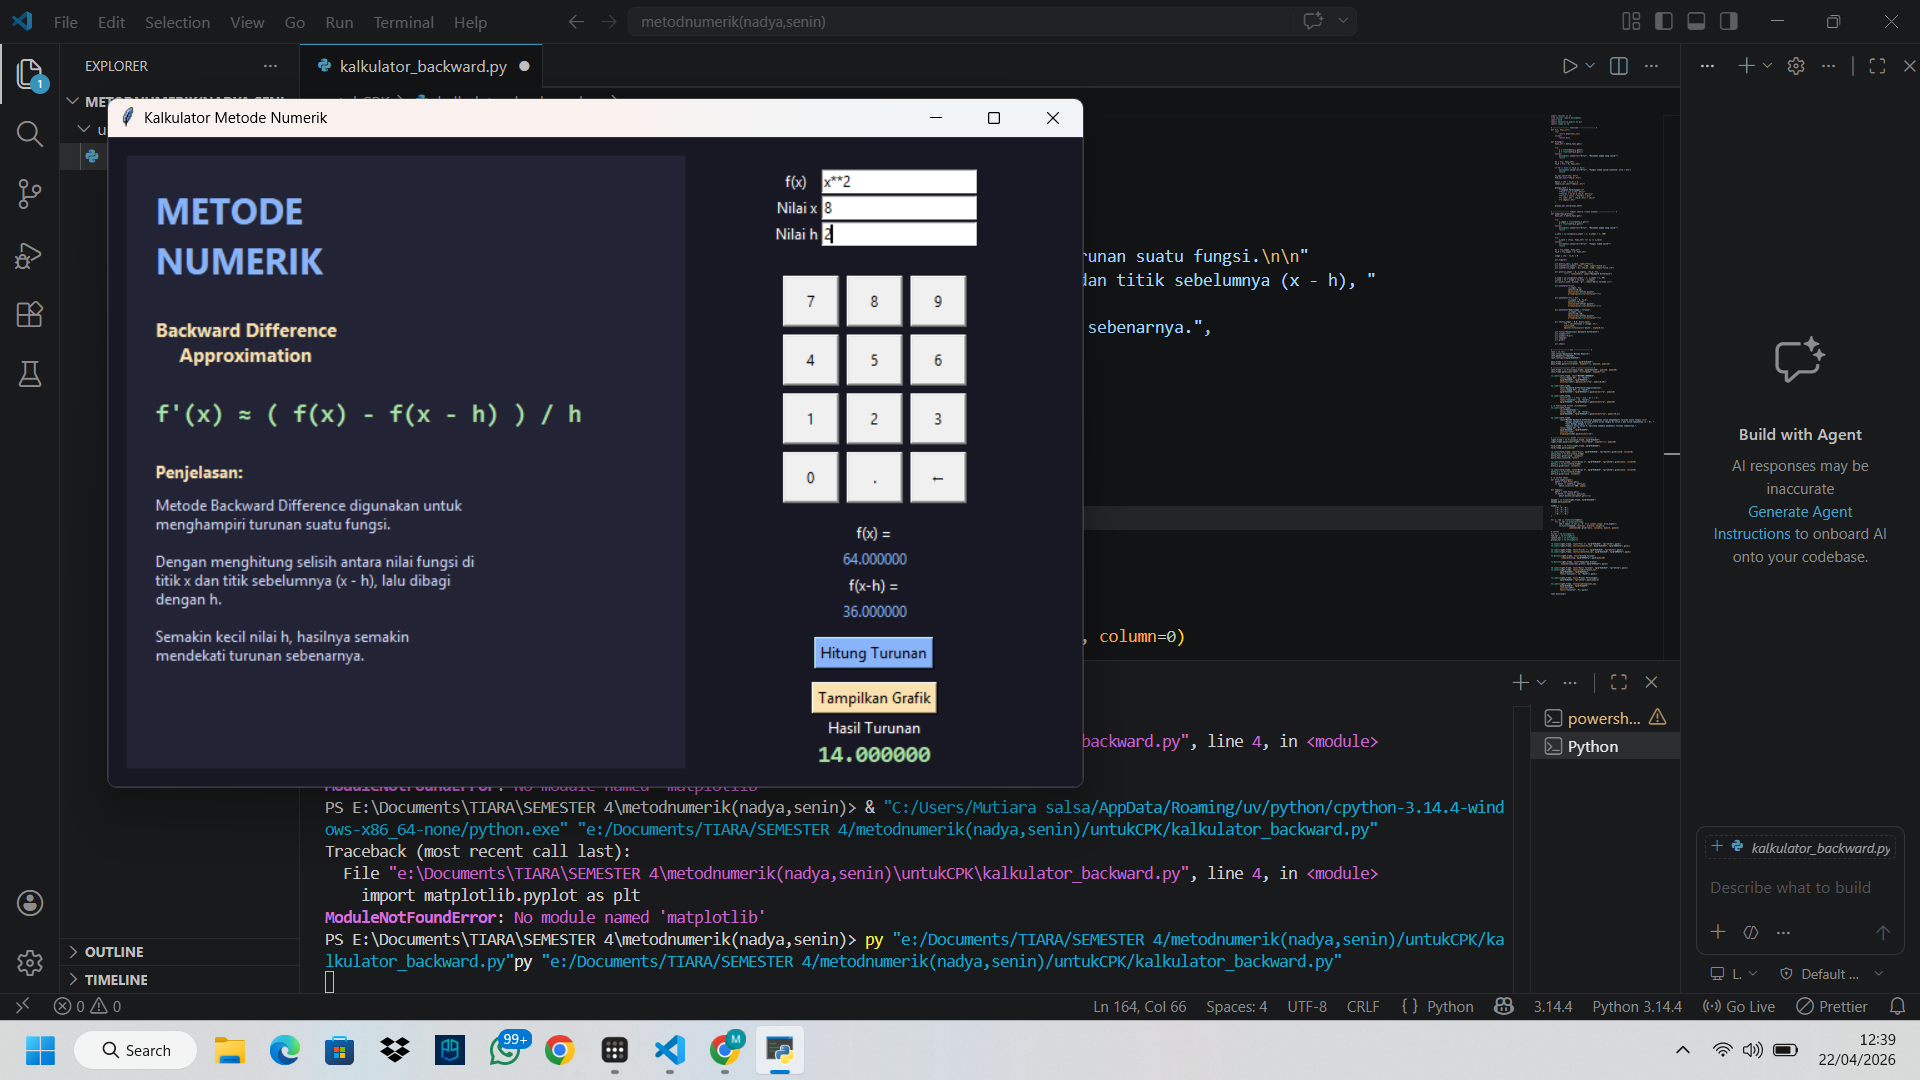 File Edit Selection View Go Run Terminal Help
metodnumerik(nadya,senin)
1
EXPLORER
kalkulator_backward.py
Kalkulator Metode Numerik
METODE
NUMERIK
Backward Difference
Approximation
f'(x) ≈ ( f(x) - f(x - h) ) / h
Penjelasan:
Metode Backward Difference digunakan untuk
menghampiri turunan suatu fungsi.
Dengan menghitung selisih antara nilai fungsi di
titik x dan titik sebelumnya (x - h), lalu dibagi
dengan h.
Semakin kecil nilai h, hasilnya semakin
mendekati turunan sebenarnya.
f(x) x**2
Nilai x 8
Nilai h 2
7 8 9
4 5 6
1 2 3
0 . ←
f(x) =
64.000000
f(x-h) =
36.000000
Hitung Turunan
Tampilkan Grafik
Hasil Turunan
14.000000
runan suatu fungsi.\n\n"
dan titik sebelumnya (x - h), "
sebenarnya.",
, column=0)
Build with Agent
AI responses may be
inaccurate
Generate Agent
Instructions to onboard AI
onto your codebase.
powersh...
Python
backward.py", line 4, in <module>
ModuleNotFoundError: No module named 'matplotlib'
PS E:\Documents\TIARA\SEMESTER 4\metodnumerik(nadya,senin)> & "C:/Users/Mutiara salsa/AppData/Roaming/uv/python/cpython-3.14.4-wind
ows-x86_64-none/python.exe" "e:/Documents/TIARA/SEMESTER 4/metodnumerik(nadya,senin)/untukCPK/kalkulator_backward.py"
Traceback (most recent call last):
File "e:\Documents\TIARA\SEMESTER 4\metodnumerik(nadya,senin)\untukCPK\kalkulator_backward.py", line 4, in <module>
import matplotlib.pyplot as plt
ModuleNotFoundError: No module named 'matplotlib'
PS E:\Documents\TIARA\SEMESTER 4\metodnumerik(nadya,senin)> py "e:/Documents/TIARA/SEMESTER 4/metodnumerik(nadya,senin)/untukCPK/ka
lkulator_backward.py"py "e:/Documents/TIARA/SEMESTER 4/metodnumerik(nadya,senin)/untukCPK/kalkulator_backward.py"
kalkulator_backward.py
Describe what to build
L. Default ...
OUTLINE
TIMELINE
0 0
Ln 164, Col 66 Spaces: 4 UTF-8 CRLF { } Python 3.14.4 Python 3.14.4 Go Live Prettier
Search
99+
M
12:39
22/04/2026